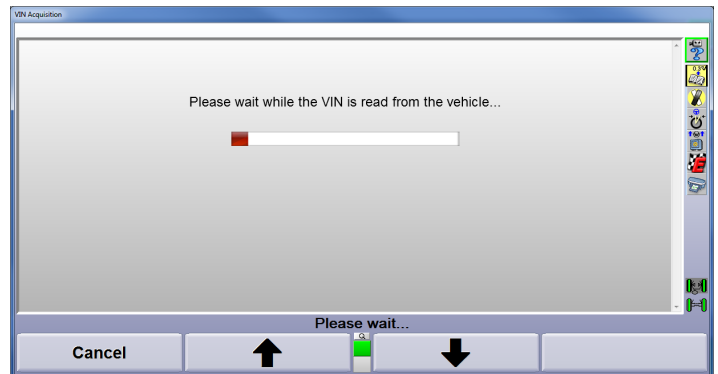 VIN Acquisition
Please wait while the VIN is read from the vehicle...
Please wait...
Cancel